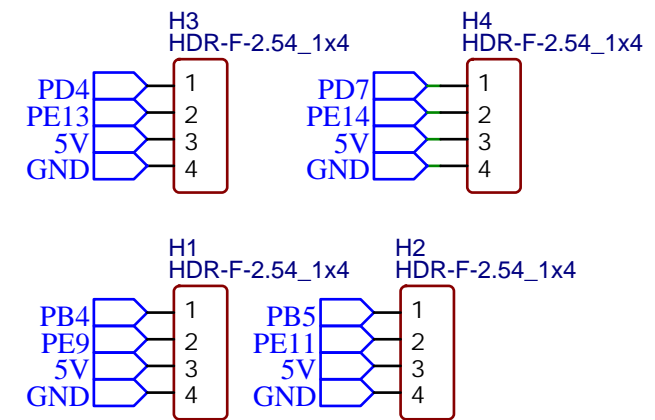 H3
HDR-F-2.54_1x4
PD4 1
PE13 2
5V 3
GND 4
H4
HDR-F-2.54_1x4
PD7 1
PE14 2
5V 3
GND 4
H1
HDR-F-2.54_1x4
PB4 1
PE9 2
5V 3
GND 4
H2
HDR-F-2.54_1x4
PB5 1
PE11 2
5V 3
GND 4